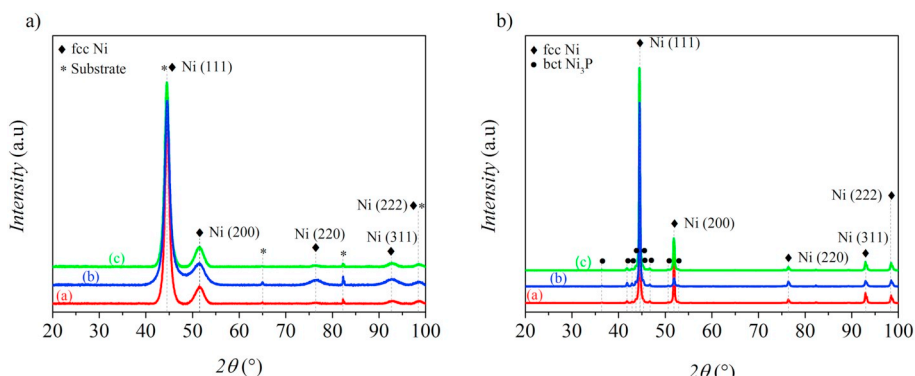 a)
◆ fcc Ni
* Substrate
* ◆ Ni (111)
Ni (200)
*
Ni (220)
*
Ni (311)
Ni (222)
*
(c)
(b)
(a)
Intensity (a.u)
20 30 40 50 60 70 80 90 100
2θ (°)
b)
◆ fcc Ni
● bct Ni₃P
◆ Ni (111)
Ni (200)
◆ Ni (220)
Ni (311)
Ni (222)
(c)
(b)
(a)
Intensity (a.u)
20 30 40 50 60 70 80 90 100
2θ (°)